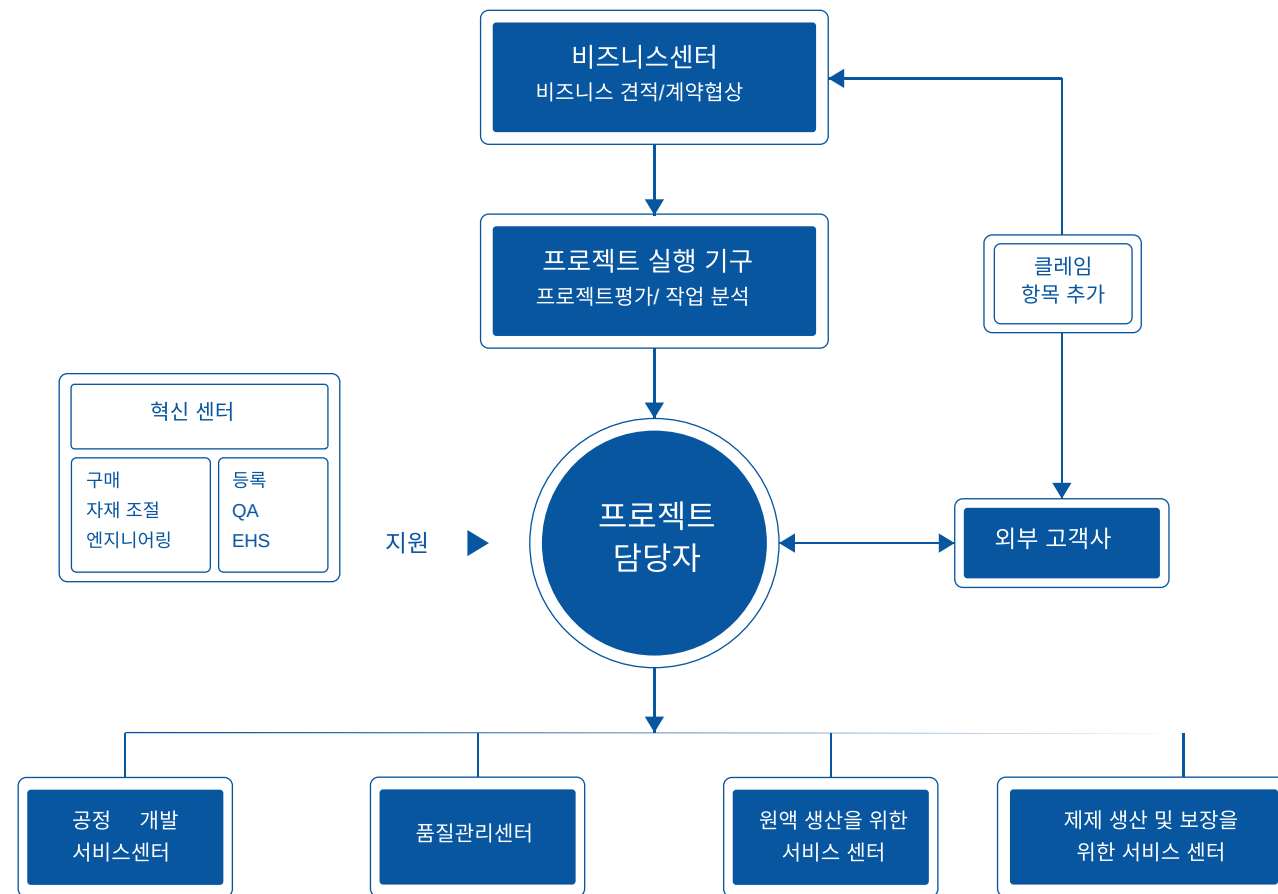 비즈니스센터
비즈니스 견적/계약협상
프로젝트 실행 기구
프로젝트평가/ 작업 분석
클레임
항목 추가
혁신 센터
구매
자재 조절
엔지니어링
등록
QA
EHS
지원
프로젝트
담당자
외부 고객사
공정 개발
서비스센터
품질관리센터
원액 생산을 위한
서비스 센터
제제 생산 및 보장을
위한 서비스 센터